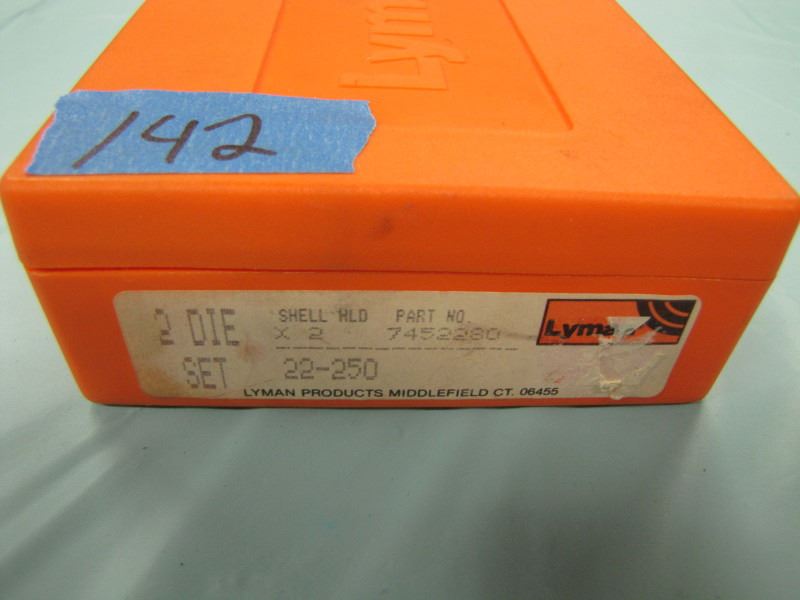 Lyman
142
2 DIE SHELL HLD PART NO.
X 2 7452280
SET 22-250
Lyman
LYMAN PRODUCTS MIDDLEFIELD CT. 06455